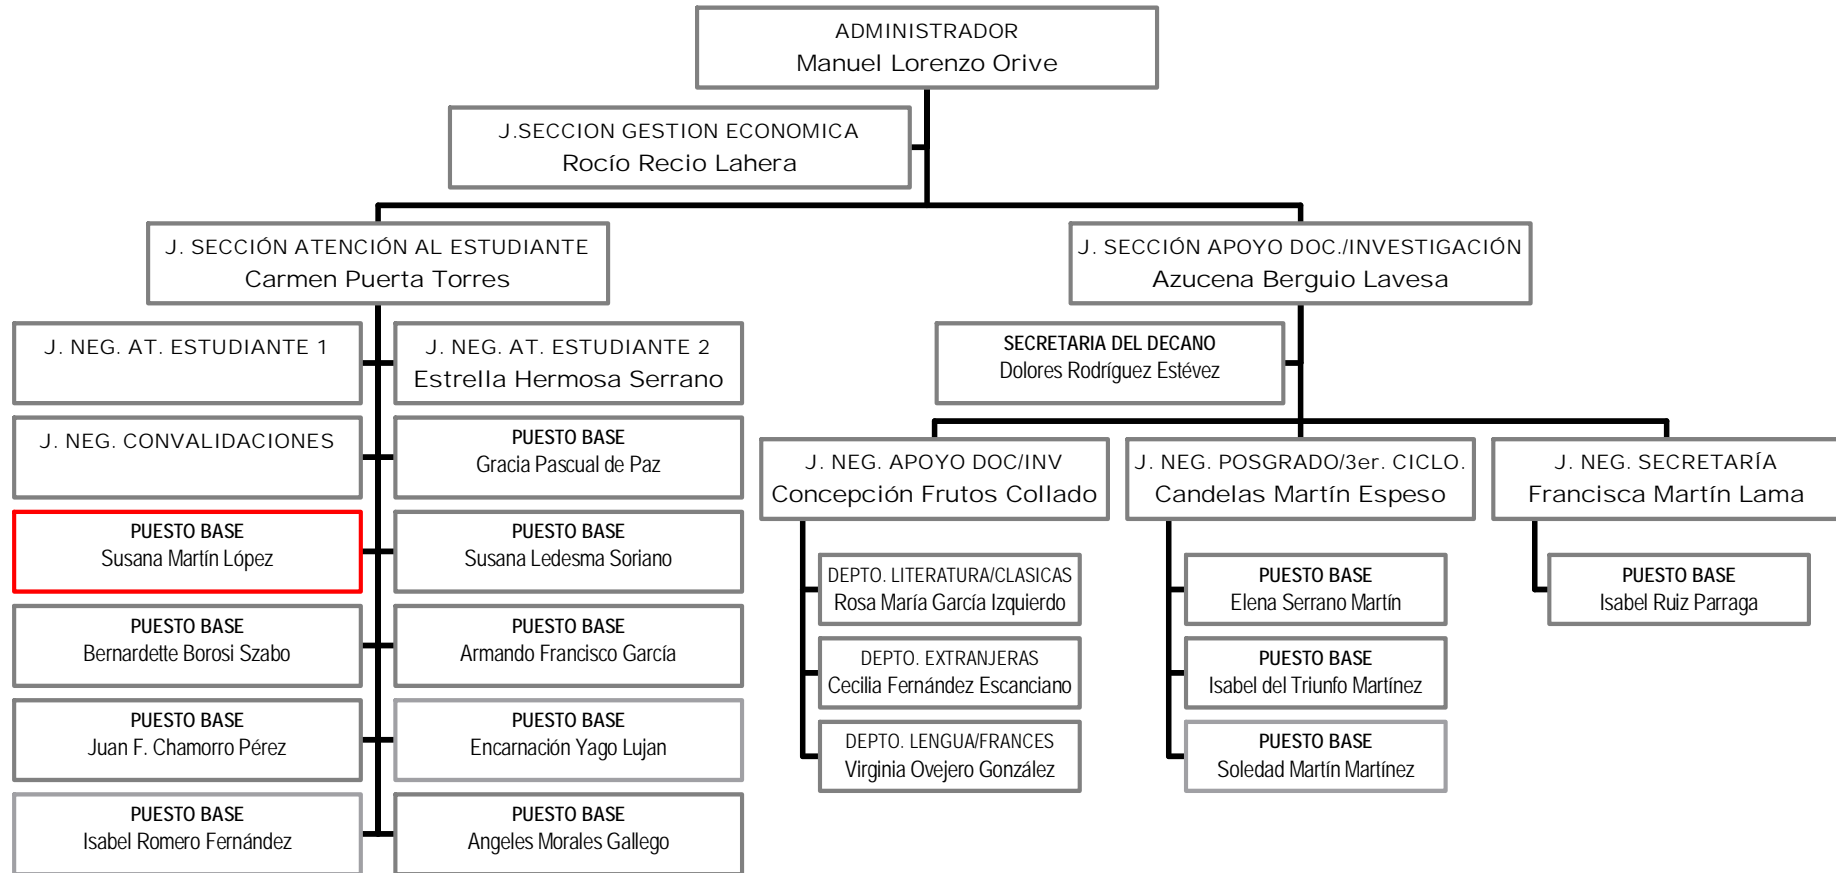 ADMINISTRADOR
Manuel Lorenzo Orive
J.SECCION GESTION ECONOMICA
Rocío Recio Lahera
J. SECCIÓN ATENCIÓN AL ESTUDIANTE
Carmen Puerta Torres
J. SECCIÓN APOYO DOC./INVESTIGACIÓN
Azucena Berguio Lavesa
J. NEG. AT. ESTUDIANTE 1
J. NEG. AT. ESTUDIANTE 2
Estrella Hermosa Serrano
SECRETARIA DEL DECANO
Dolores Rodríguez Estévez
J. NEG. CONVALIDACIONES
PUESTO BASE
Gracia Pascual de Paz
J. NEG. APOYO DOC/INV
Concepción Frutos Collado
J. NEG. POSGRADO/3er. CICLO.
Candelas Martín Espeso
J. NEG. SECRETARÍA
Francisca Martín Lama
PUESTO BASE
Susana Martín López
PUESTO BASE
Susana Ledesma Soriano
DEPTO. LITERATURA/CLASICAS
Rosa María García Izquierdo
PUESTO BASE
Elena Serrano Martín
PUESTO BASE
Isabel Ruiz Parraga
PUESTO BASE
Bernardette Borosi Szabo
PUESTO BASE
Armando Francisco García
DEPTO. EXTRANJERAS
Cecilia Fernández Escanciano
PUESTO BASE
Isabel del Triunfo Martínez
PUESTO BASE
Juan F. Chamorro Pérez
PUESTO BASE
Encarnación Yago Lujan
DEPTO. LENGUA/FRANCES
Virginia Ovejero González
PUESTO BASE
Soledad Martín Martínez
PUESTO BASE
Isabel Romero Fernández
PUESTO BASE
Angeles Morales Gallego